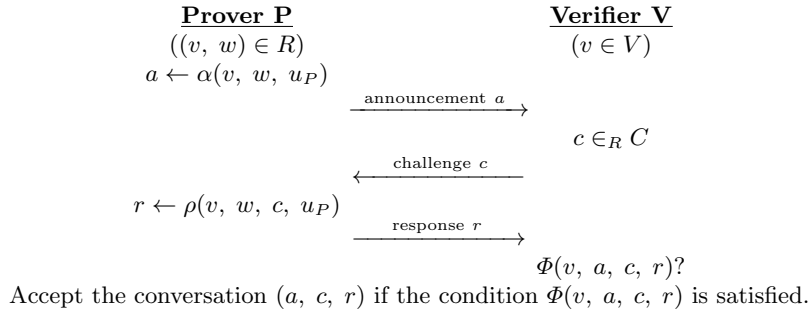 Prover P Verifier V
((v, w) ∈ R) (v ∈ V)
a ← α(v, w, u_P)
announcement a
c ∈_R C
challenge c
r ← ρ(v, w, c, u_P)
response r
Φ(v, a, c, r)?
Accept the conversation (a, c, r) if the condition Φ(v, a, c, r) is satisfied.